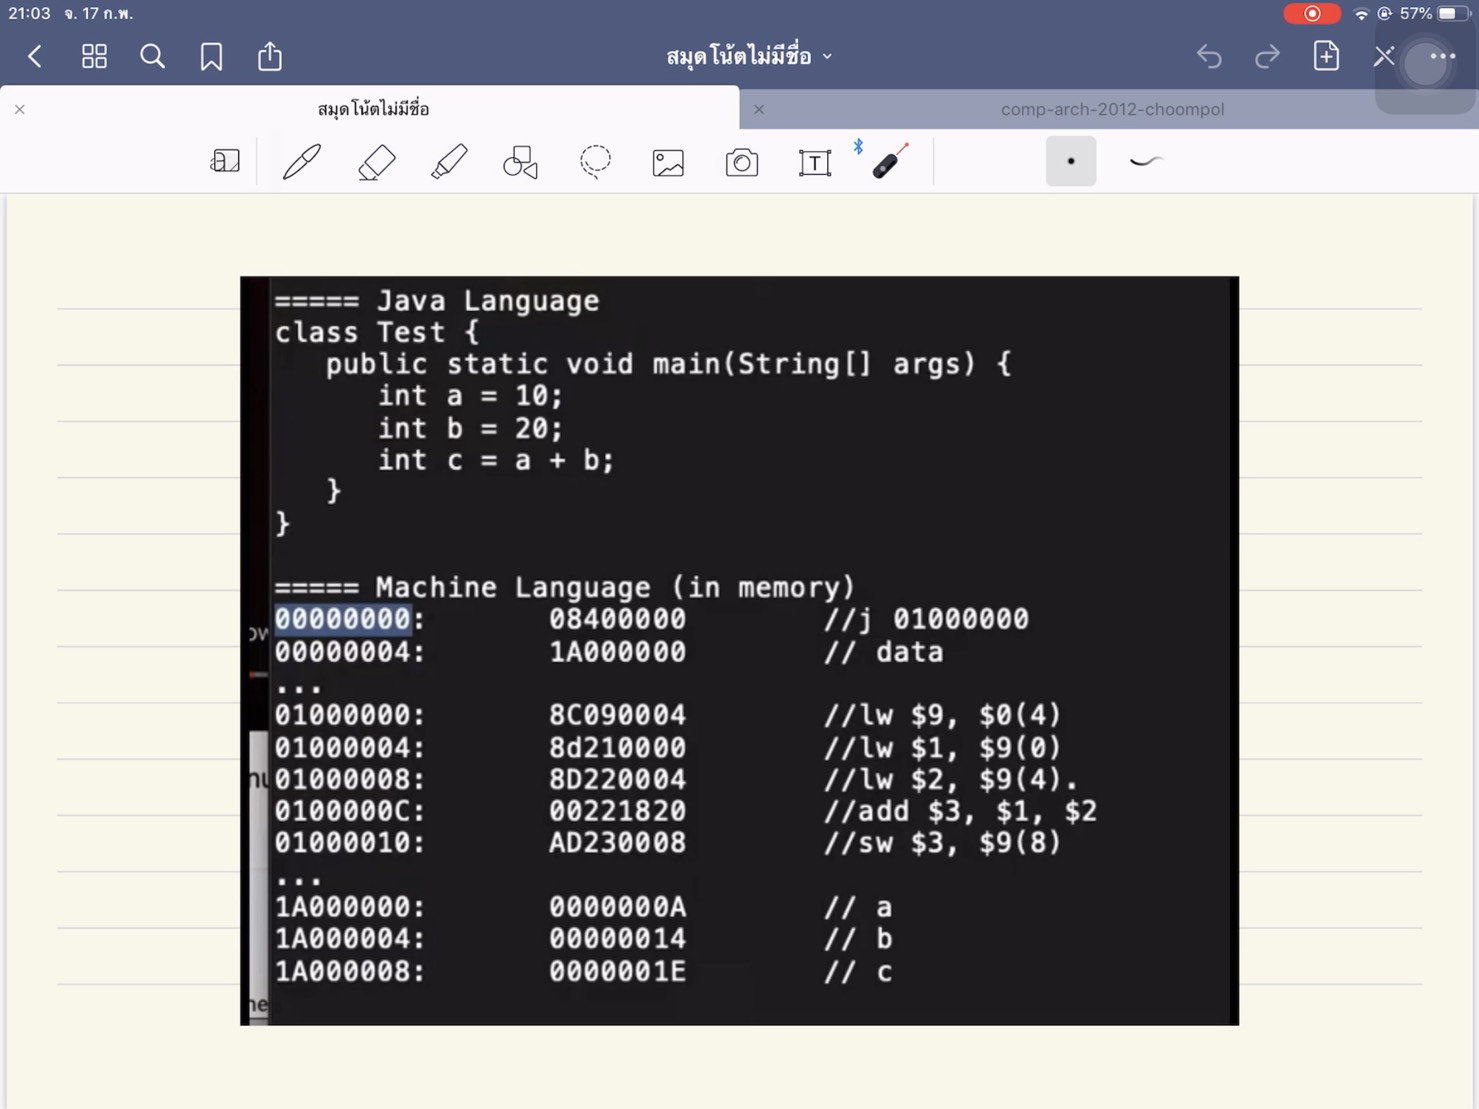 21:03 จ. 17 ก.พ.
57%
สมุดโน้ตไม่มีชื่อ
สมุดโน้ตไม่มีชื่อ
comp-arch-2012-choompol
===== Java Language
class Test {
   public static void main(String[] args) {
      int a = 10;
      int b = 20;
      int c = a + b;
   }
}
===== Machine Language (in memory)
00000000: 08400000 //j 01000000
00000004: 1A000000 // data
...
01000000: 8C090004 //lw $9, $0(4)
01000004: 8d210000 //lw $1, $9(0)
01000008: 8D220004 //lw $2, $9(4).
0100000C: 00221820 //add $3, $1, $2
01000010: AD230008 //sw $3, $9(8)
...
1A000000: 0000000A // a
1A000004: 00000014 // b
1A000008: 0000001E // c